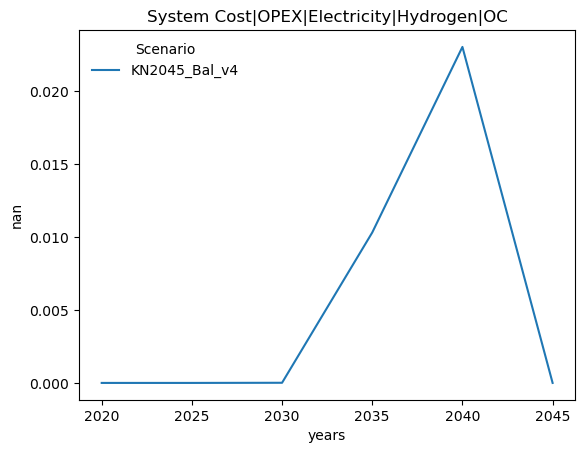 System Cost|OPEX|Electricity|Hydrogen|OC
Scenario
KN2045_Bal_v4
0.020
0.015
0.010
0.005
0.000
nan
2020 2025 2030 2035 2040 2045
years